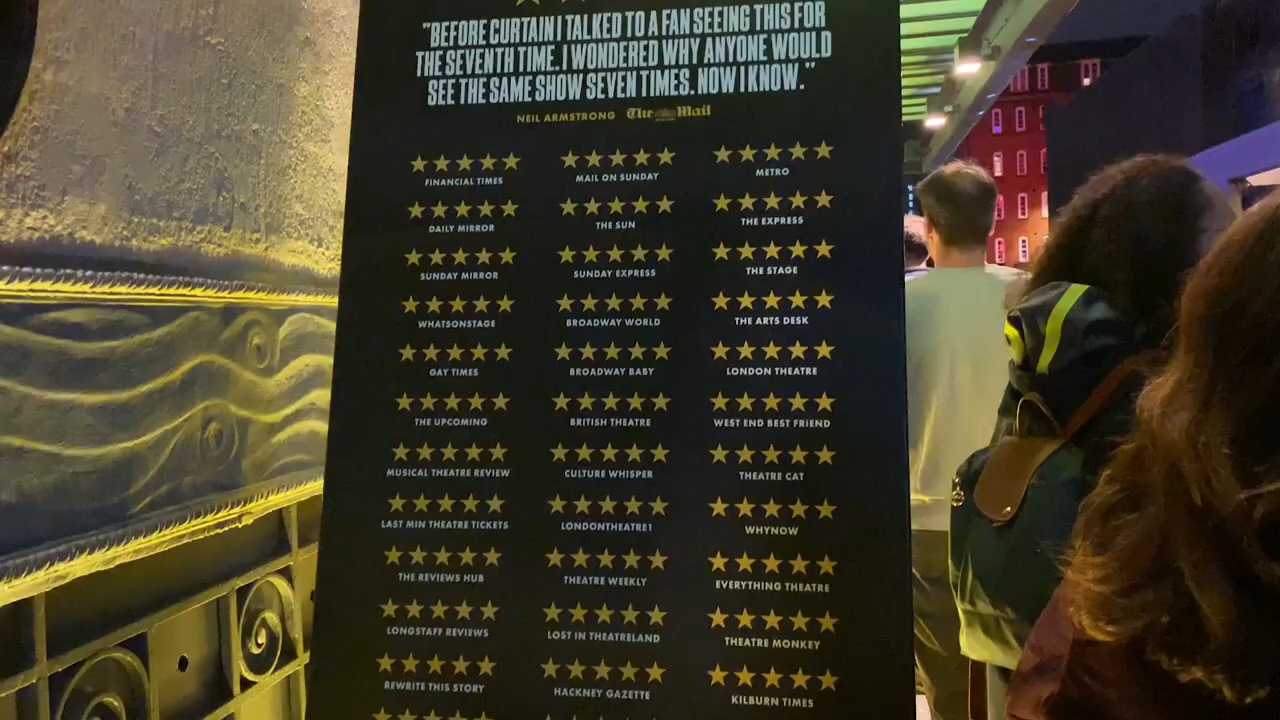 "BEFORE CURTAIN I TALKED TO A FAN SEEING THIS FOR
THE SEVENTH TIME. I WONDERED WHY ANYONE WOULD
SEE THE SAME SHOW SEVEN TIMES. NOW I KNOW."
NEIL ARMSTRONG The Mail
FINANCIAL TIMES MAIL ON SUNDAY METRO
DAILY MIRROR THE SUN THE EXPRESS
SUNDAY MIRROR SUNDAY EXPRESS THE STAGE
WHATSONSTAGE BROADWAY WORLD THE ARTS DESK
GAY TIMES BROADWAY BABY LONDON THEATRE
THE UPCOMING BRITISH THEATRE WEST END BEST FRIEND
MUSICAL THEATRE REVIEW CULTURE WHISPER THEATRE CAT
LAST MIN THEATRE TICKETS LONDONTHEATRE1 WHYNOW
THE REVIEWS HUB THEATRE WEEKLY EVERYTHING THEATRE
LONGSTAFF REVIEWS LOST IN THEATRELAND THEATRE MONKEY
REWRITE THIS STORY HACKNEY GAZETTE KILBURN TIMES